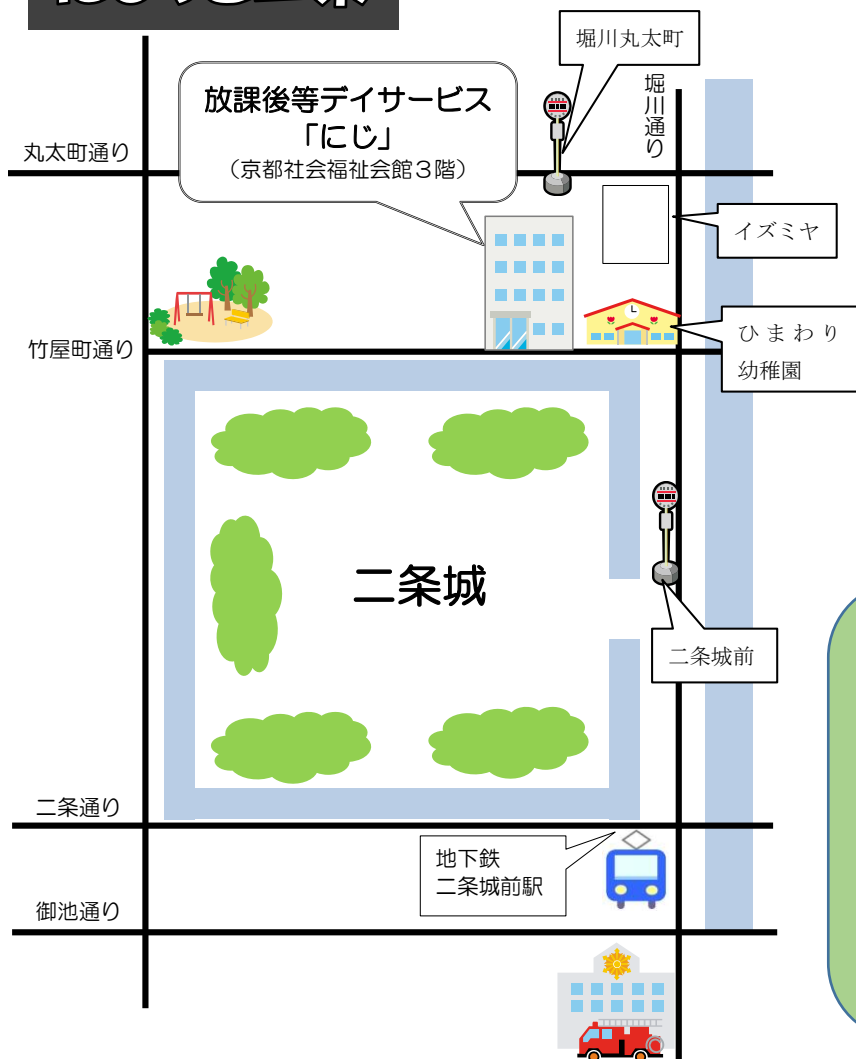 堀川丸太町
堀川通り
放課後等デイサービス
「にじ」
（京都社会福祉会館３階）
丸太町通り
イズミヤ
ひまわり
幼稚園
竹屋町通り
二条城
二条城前
二条通り
地下鉄
二条城前駅
御池通り